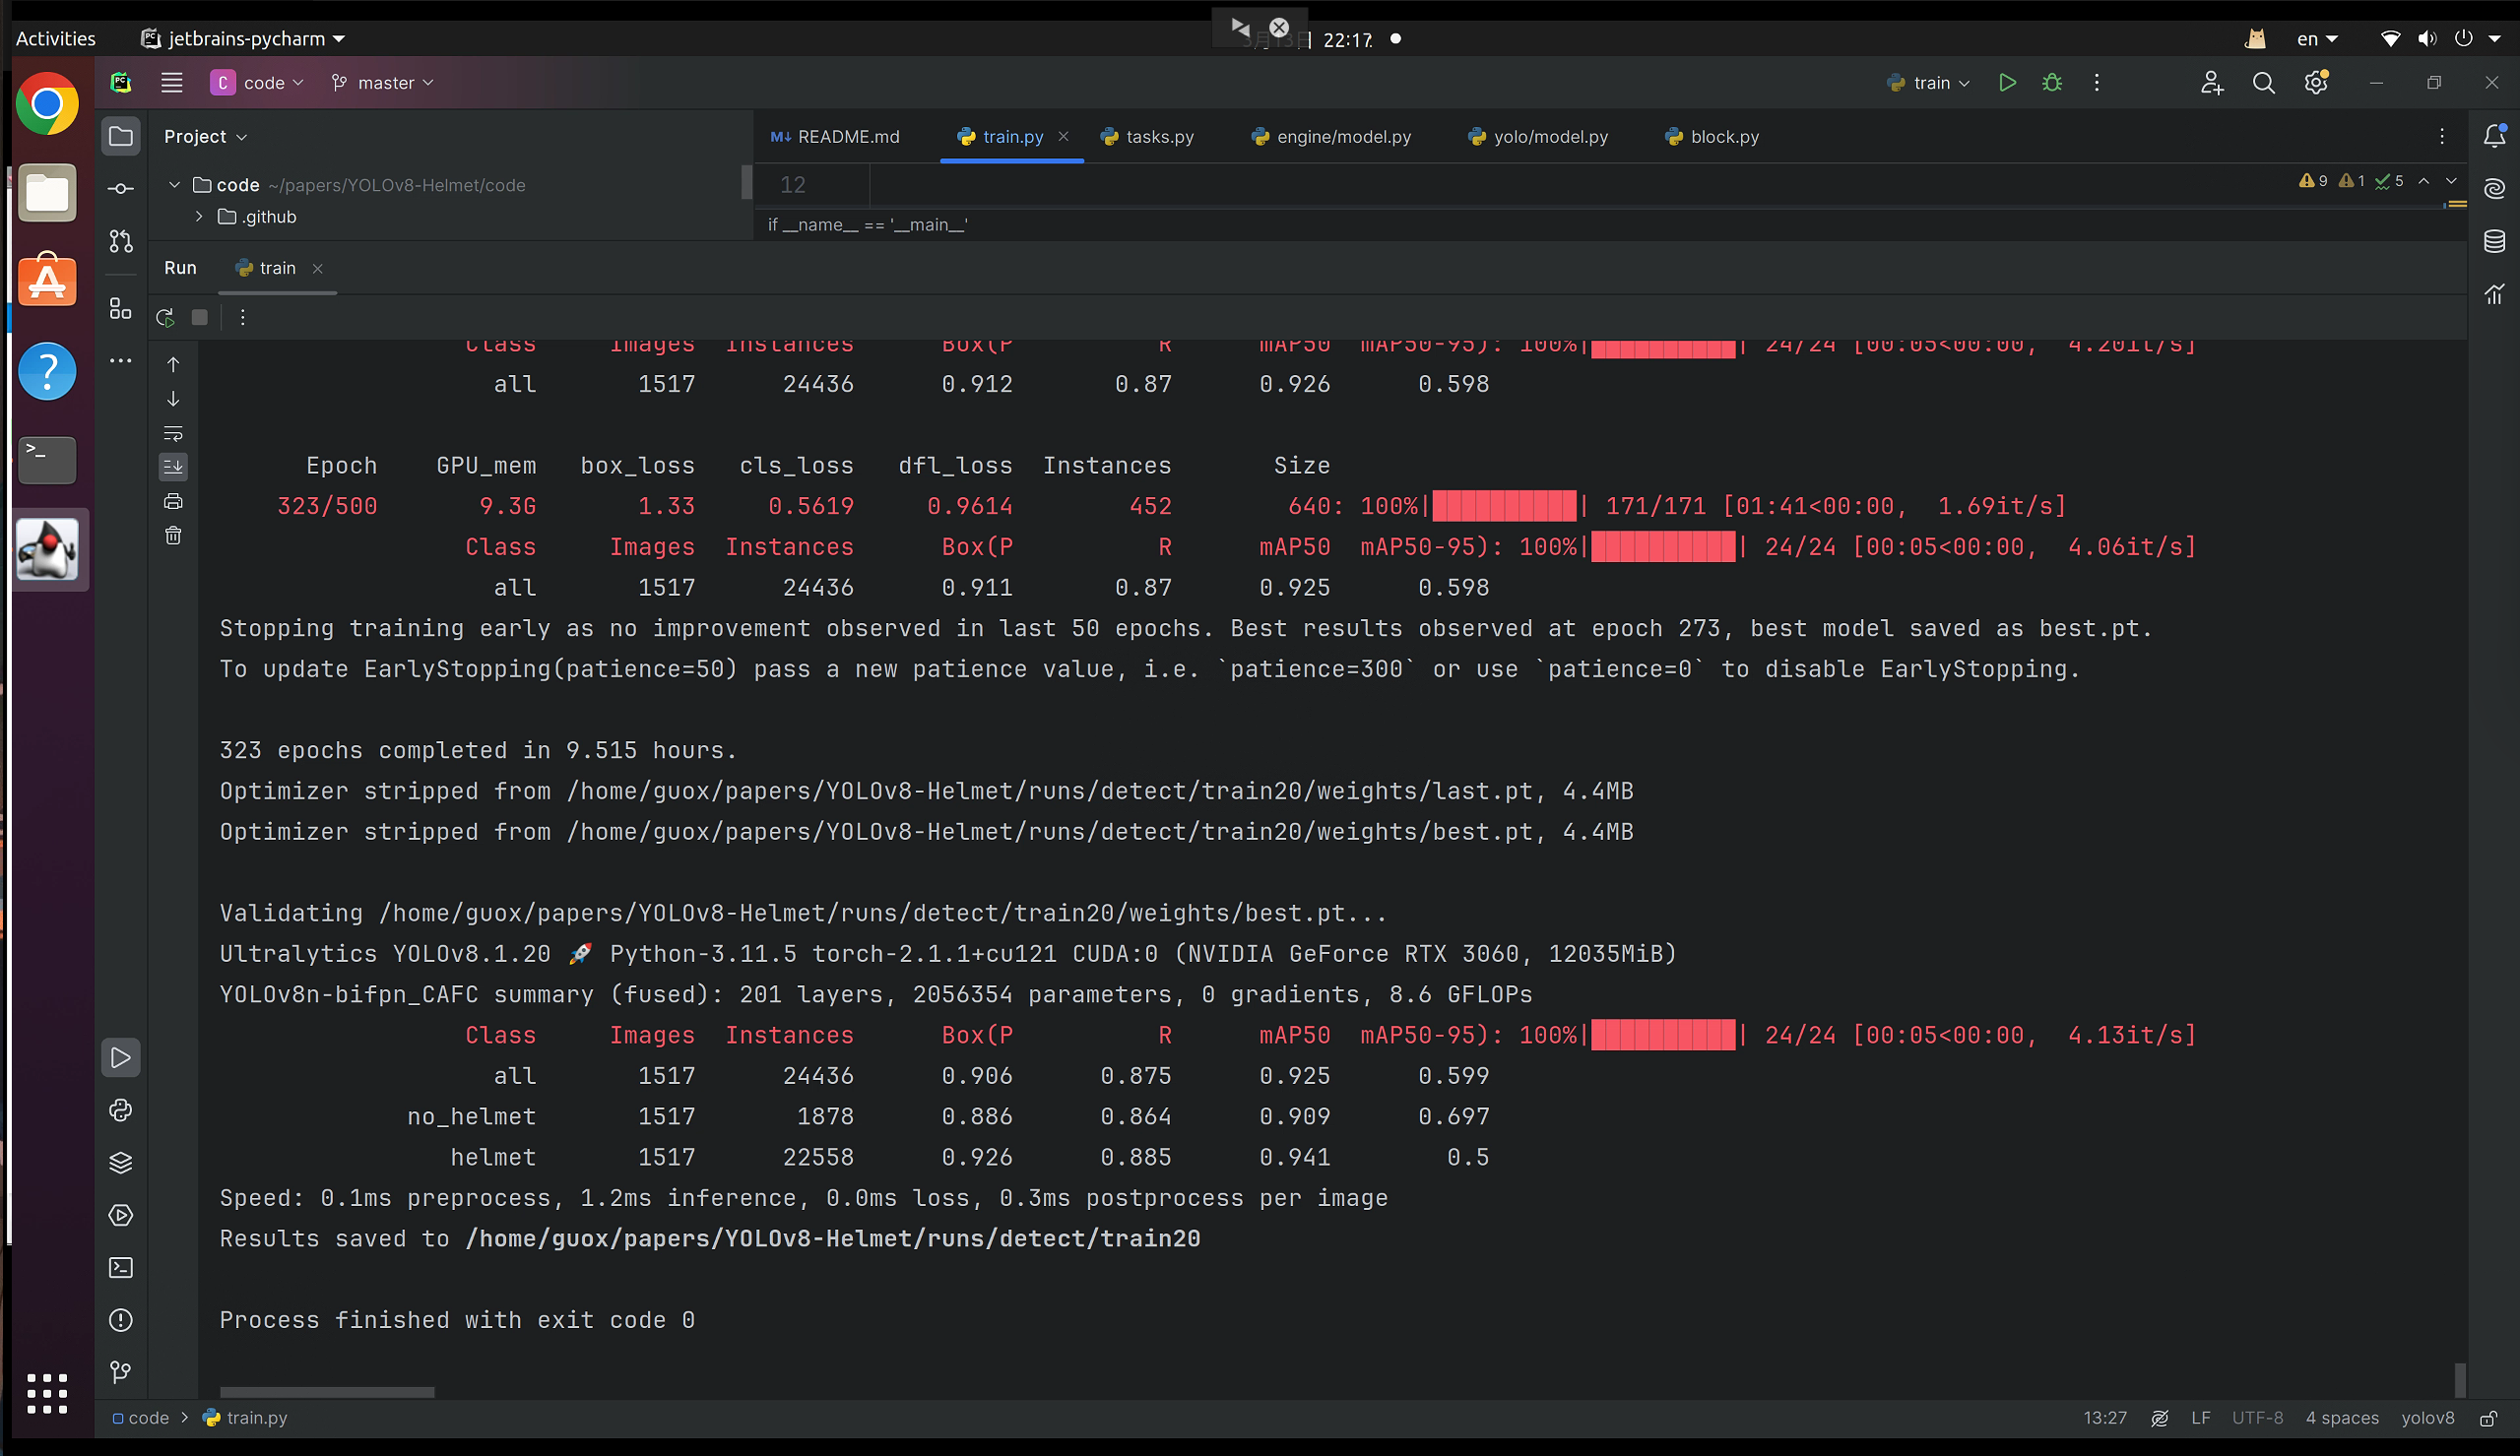 Activities jetbrains-pycharm 22:17 en
C code master train
Project README.md train.py tasks.py engine/model.py yolo/model.py block.py
code ~/papers/YOLOv8-Helmet/code 12 9 1 5
.github
if __name__ == '__main__'
Run train
Class Images Instances Box(P R mAP50 mAP50-95): 100%|██████████| 24/24 [00:05<00:00, 4.20it/s]
all 1517 24436 0.912 0.87 0.926 0.598
Epoch GPU_mem box_loss cls_loss dfl_loss Instances Size
323/500 9.3G 1.33 0.5619 0.9614 452 640: 100%|██████████| 171/171 [01:41<00:00, 1.69it/s]
Class Images Instances Box(P R mAP50 mAP50-95): 100%|██████████| 24/24 [00:05<00:00, 4.06it/s]
all 1517 24436 0.911 0.87 0.925 0.598
Stopping training early as no improvement observed in last 50 epochs. Best results observed at epoch 273, best model saved as best.pt.
To update EarlyStopping(patience=50) pass a new patience value, i.e. `patience=300` or use `patience=0` to disable EarlyStopping.
323 epochs completed in 9.515 hours.
Optimizer stripped from /home/guox/papers/YOLOv8-Helmet/runs/detect/train20/weights/last.pt, 4.4MB
Optimizer stripped from /home/guox/papers/YOLOv8-Helmet/runs/detect/train20/weights/best.pt, 4.4MB
Validating /home/guox/papers/YOLOv8-Helmet/runs/detect/train20/weights/best.pt...
Ultralytics YOLOv8.1.20 🚀 Python-3.11.5 torch-2.1.1+cu121 CUDA:0 (NVIDIA GeForce RTX 3060, 12035MiB)
YOLOv8n-bifpn_CAFC summary (fused): 201 layers, 2056354 parameters, 0 gradients, 8.6 GFLOPs
Class Images Instances Box(P R mAP50 mAP50-95): 100%|██████████| 24/24 [00:05<00:00, 4.13it/s]
all 1517 24436 0.906 0.875 0.925 0.599
no_helmet 1517 1878 0.886 0.864 0.909 0.697
helmet 1517 22558 0.926 0.885 0.941 0.5
Speed: 0.1ms preprocess, 1.2ms inference, 0.0ms loss, 0.3ms postprocess per image
Results saved to /home/guox/papers/YOLOv8-Helmet/runs/detect/train20
Process finished with exit code 0
code > train.py 13:27 LF UTF-8 4 spaces yolov8